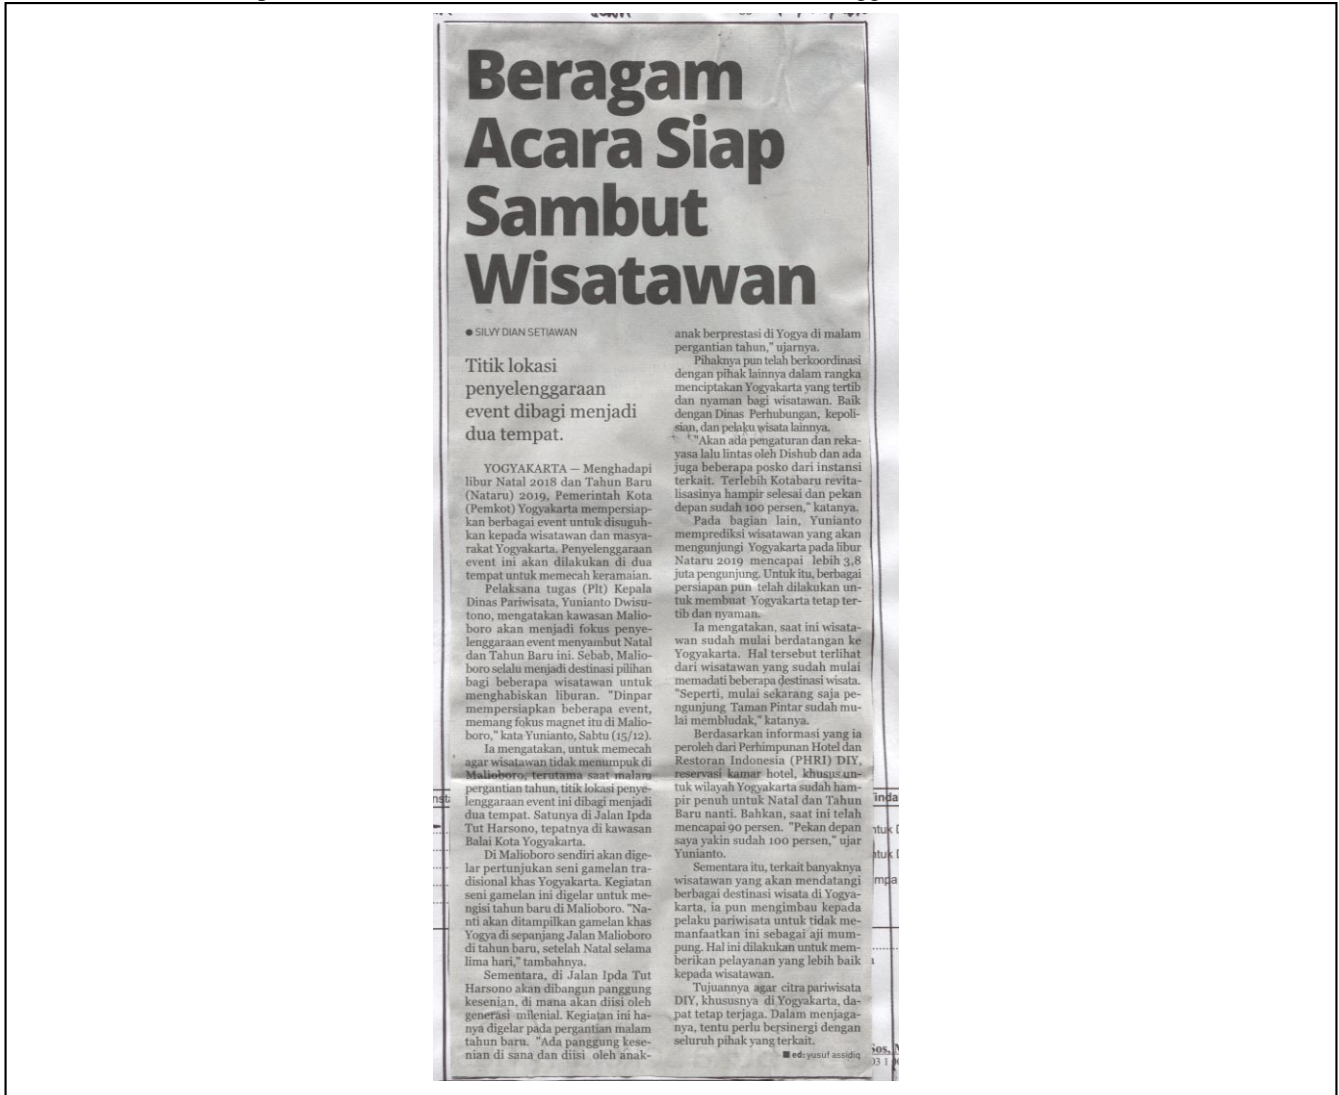 Beragam
Acara Siap
Sambut
Wisatawan
● SILVY DIAN SETIAWAN
Titik lokasi
penyelenggaraan
event dibagi menjadi
dua tempat.
YOGYAKARTA — Menghadapi
libur Natal 2018 dan Tahun Baru
(Nataru) 2019, Pemerintah Kota
(Pemkot) Yogyakarta mempersiap-
kan berbagai event untuk disuguh-
kan kepada wisatawan dan masya-
rakat Yogyakarta. Penyelenggaraan
event ini akan dilakukan di dua
tempat untuk memecah keramaian.
Pelaksana tugas (Plt) Kepala
Dinas Pariwisata, Yunianto Dwisu-
tono, mengatakan kawasan Malio-
boro akan menjadi fokus penye-
lenggaraan event menyambut Natal
dan Tahun Baru ini. Sebab, Malio-
boro selalu menjadi destinasi pilihan
bagi beberapa wisatawan untuk
menghabiskan liburan. "Dinpar
mempersiapkan beberapa event,
memang fokus magnet itu di Malio-
boro," kata Yunianto, Sabtu (15/12).
Ia mengatakan, untuk memecah
agar wisatawan tidak menumpuk di
Malioboro, terutama saat malam
pergantian tahun, titik lokasi penye-
lenggaraan event ini dibagi menjadi
dua tempat. Satunya di Jalan Ipda
Tut Harsono, tepatnya di kawasan
Balai Kota Yogyakarta.
Di Malioboro sendiri akan dige-
lar pertunjukan seni gamelan tra-
disional khas Yogyakarta. Kegiatan
seni gamelan ini digelar untuk me-
ngisi tahun baru di Malioboro. "Na-
nti akan ditampilkan gamelan khas
Yogya di sepanjang Jalan Malioboro
di tahun baru, setelah Natal selama
lima hari," tambahnya.
Sementara, di Jalan Ipda Tut
Harsono akan dibangun panggung
kesenian, di mana akan diisi oleh
generasi milenial. Kegiatan ini ha-
nya digelar pada pergantian malam
tahun baru. "Ada panggung kese-
nian di sana dan diisi oleh anak-
anak berprestasi di Yogya di malam
pergantian tahun," ujarnya.
Pihaknya pun telah berkoordinasi
dengan pihak lainnya dalam rangka
menciptakan Yogyakarta yang tertib
dan nyaman bagi wisatawan. Baik
dengan Dinas Perhubungan, kepoli-
sian, dan pelaku wisata lainnya.
"Akan ada pengaturan dan reka-
yasa lalu lintas oleh Dishub dan ada
juga beberapa posko dari instansi
terkait. Terlebih Kotabaru revita-
lisasinya hampir selesai dan pekan
depan sudah 100 persen," katanya.
Pada bagian lain, Yunianto
memprediksi wisatawan yang akan
mengunjungi Yogyakarta pada libur
Nataru 2019 mencapai lebih 3,8
juta pengunjung. Untuk itu, berbagai
persiapan pun telah dilakukan un-
tuk membuat Yogyakarta tetap ter-
tib dan nyaman.
Ia mengatakan, saat ini wisata-
wan sudah mulai berdatangan ke
Yogyakarta. Hal tersebut terlihat
dari wisatawan yang sudah mulai
memadati beberapa destinasi wisata.
"Seperti, mulai sekarang saja pe-
ngunjung Taman Pintar sudah mu-
lai membludak," katanya.
Berdasarkan informasi yang ia
peroleh dari Perhimpunan Hotel dan
Restoran Indonesia (PHRI) DIY,
reservasi kamar hotel, khusus un-
tuk wilayah Yogyakarta sudah ham-
pir penuh untuk Natal dan Tahun
Baru nanti. Bahkan, saat ini telah
mencapai 90 persen. "Pekan depan
saya yakin sudah 100 persen," ujar
Yunianto.
Sementara itu, terkait banyaknya
wisatawan yang akan mendatangi
berbagai destinasi wisata di Yogya-
karta, ia pun mengimbau kepada
pelaku pariwisata untuk tidak me-
manfaatkan ini sebagai aji mum-
pung. Hal ini dilakukan untuk mem-
berikan pelayanan yang lebih baik
kepada wisatawan.
Tujuannya agar citra pariwisata
DIY, khususnya di Yogyakarta, da-
pat tetap terjaga. Dalam menjaga-
nya, tentu perlu bersinergi dengan
seluruh pihak yang terkait.
■ ed: yusuf assidiq